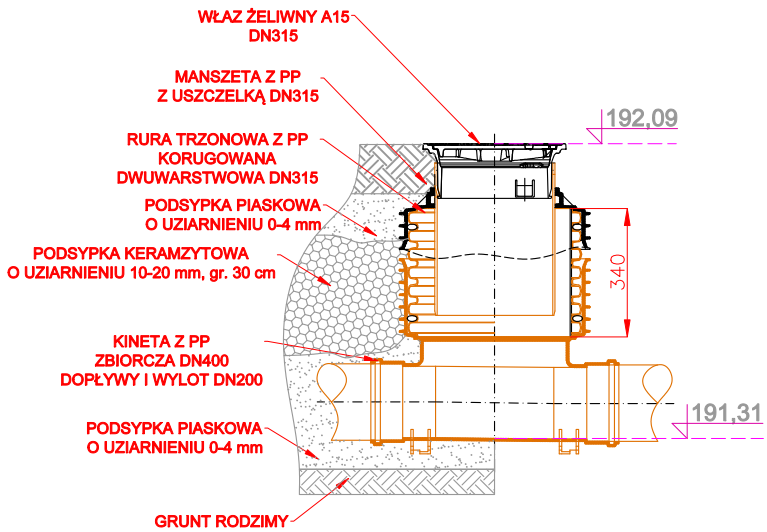 WŁAZ ŻELIWNY A15
DN315
MANSZETA Z PP
Z USZCZELKĄ DN315
192,09
RURA TRZONOWA Z PP
KORUGOWANA
DWUWARSTWOWA DN315
PODSYPKA PIASKOWA
O UZIARNIENIU 0-4 mm
PODSYPKA KERAMZYTOWA
O UZIARNIENIU 10-20 mm, gr. 30 cm
340
KINETA Z PP
ZBIORCZA DN400
DOPŁYWY I WYLOT DN200
191,31
PODSYPKA PIASKOWA
O UZIARNIENIU 0-4 mm
GRUNT RODZIMY